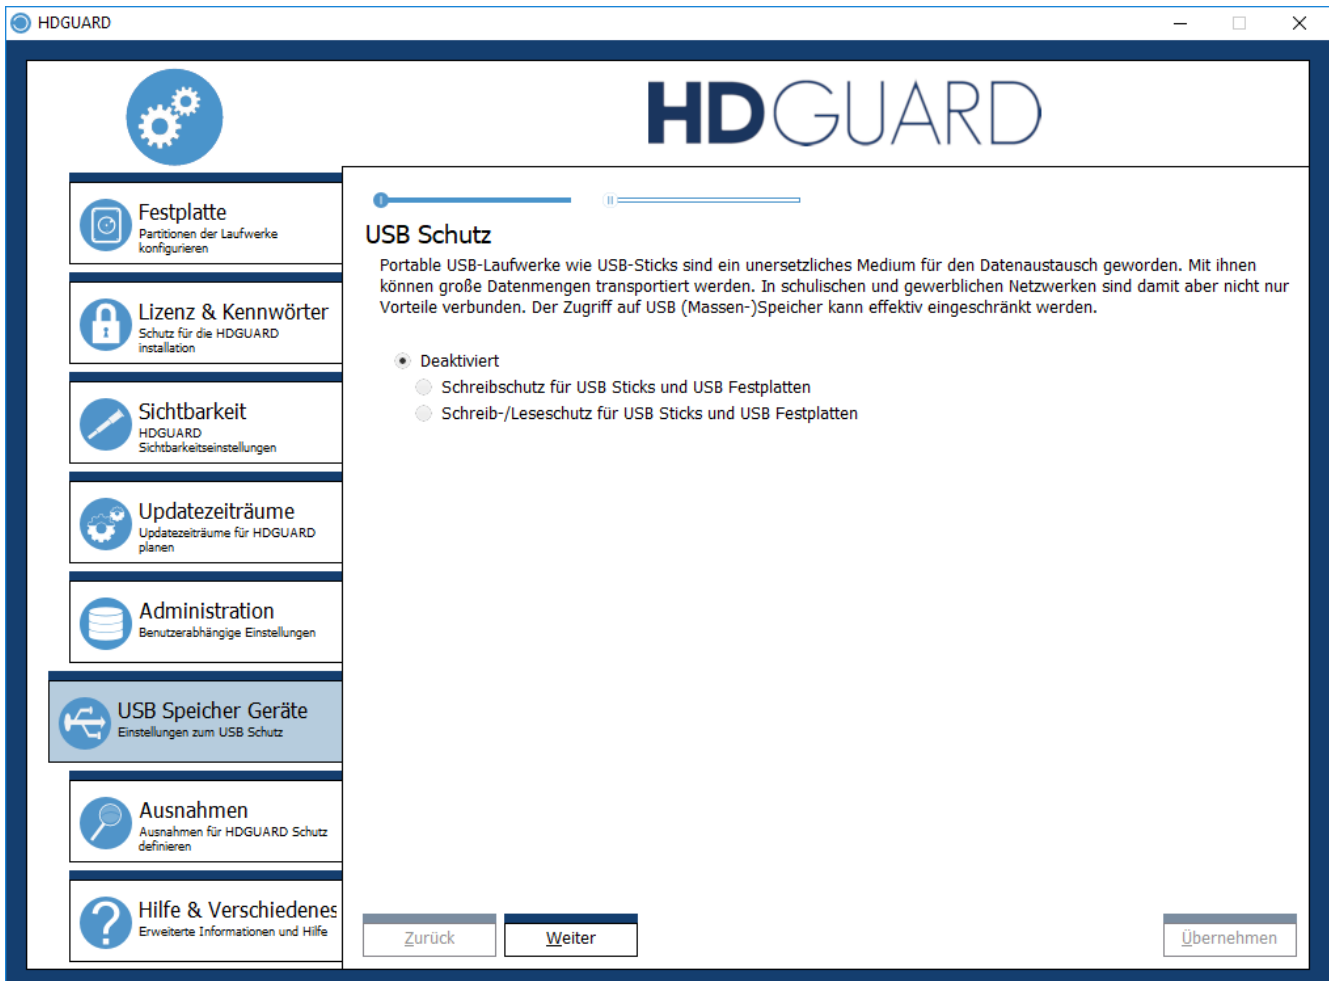 HDGUARD
HDGUARD
Festplatte
Partitionen der Laufwerke
konfigurieren
Lizenz & Kennwörter
Schutz für die HDGUARD
installation
Sichtbarkeit
HDGUARD
Sichtbarkeitseinstellungen
Updatezeiträume
Updatezeiträume für HDGUARD
planen
Administration
Benutzerabhängige Einstellungen
USB Speicher Geräte
Einstellungen zum USB Schutz
Ausnahmen
Ausnahmen für HDGUARD Schutz
definieren
Hilfe & Verschiedenes
Erweiterte Informationen und Hilfe
I
II
USB Schutz
Portable USB-Laufwerke wie USB-Sticks sind ein unersetzliches Medium für den Datenaustausch geworden. Mit ihnen
können große Datenmengen transportiert werden. In schulischen und gewerblichen Netzwerken sind damit aber nicht nur
Vorteile verbunden. Der Zugriff auf USB (Massen-)Speicher kann effektiv eingeschränkt werden.
Deaktiviert
Schreibschutz für USB Sticks und USB Festplatten
Schreib-/Leseschutz für USB Sticks und USB Festplatten
Zurück
Weiter
Übernehmen